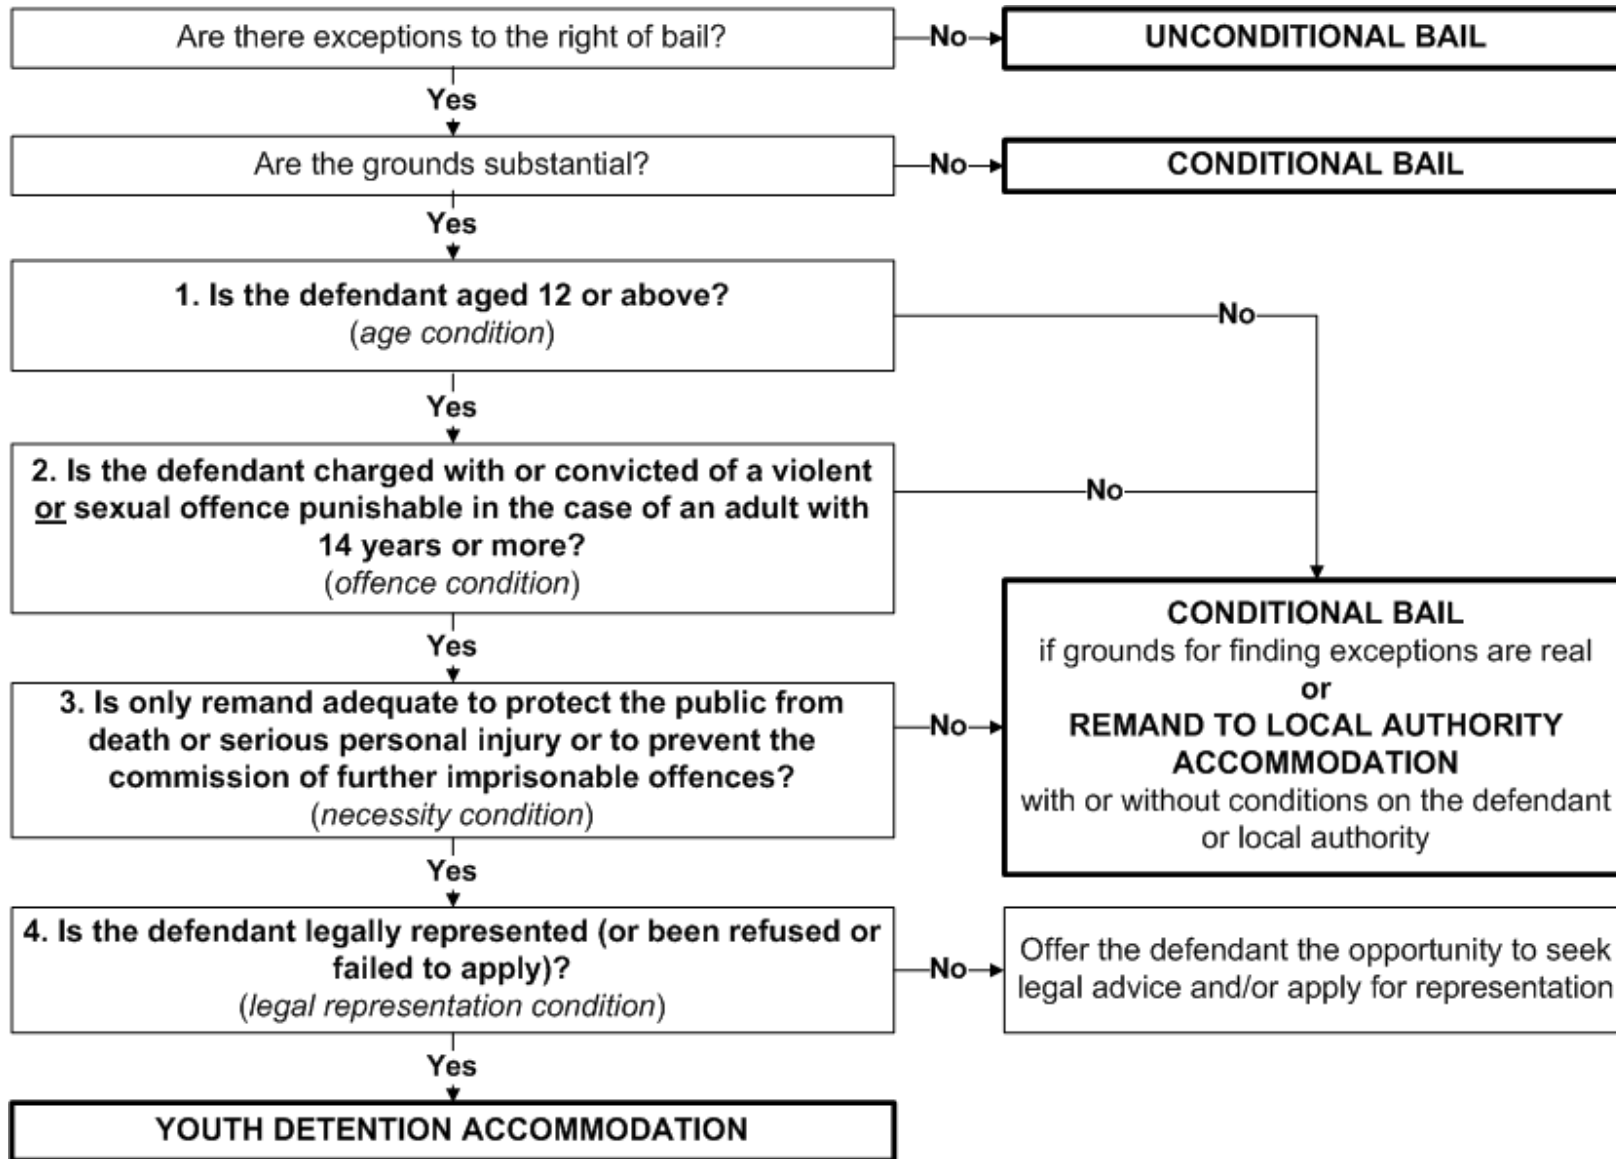 Are there exceptions to the right of bail?
No
UNCONDITIONAL BAIL
Yes
Are the grounds substantial?
No
CONDITIONAL BAIL
Yes
1. Is the defendant aged 12 or above?
(age condition)
No
Yes
2. Is the defendant charged with or convicted of a violent
or sexual offence punishable in the case of an adult with
14 years or more?
(offence condition)
No
Yes
3. Is only remand adequate to protect the public from
death or serious personal injury or to prevent the
commission of further imprisonable offences?
(necessity condition)
No
CONDITIONAL BAIL
if grounds for finding exceptions are real
or
REMAND TO LOCAL AUTHORITY
ACCOMMODATION
with or without conditions on the defendant
or local authority
Yes
4. Is the defendant legally represented (or been refused or
failed to apply)?
(legal representation condition)
No
Offer the defendant the opportunity to seek
legal advice and/or apply for representation
Yes
YOUTH DETENTION ACCOMMODATION